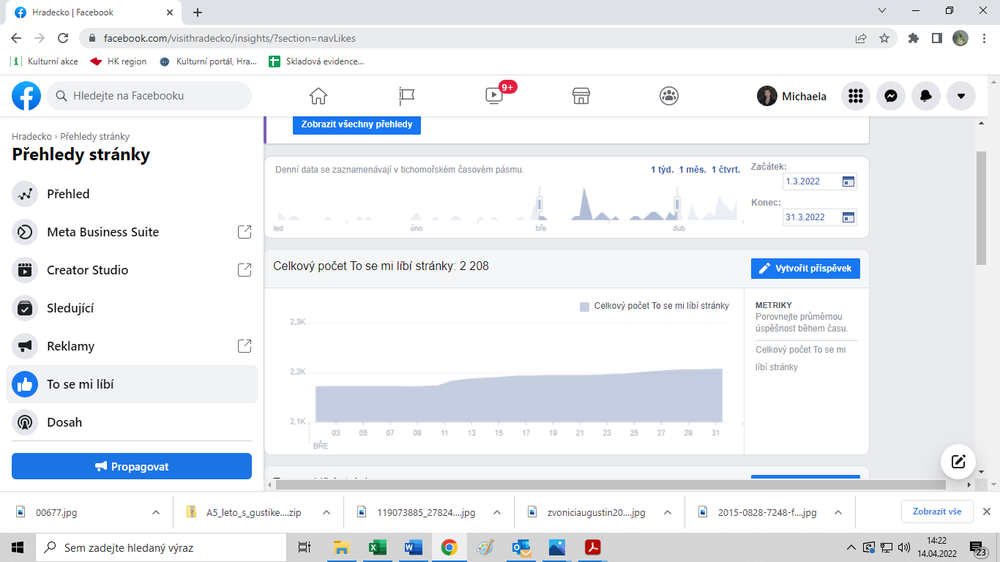 Hradecko | Facebook
facebook.com/visithradecko/insights/?section=navLikes
Kulturní akce
HK region
Kulturní portál, Hra...
Skladová evidence...
Hledejte na Facebooku
9+
Michaela
Hradecko › Přehledy stránky
Přehledy stránky
Přehled
Meta Business Suite
Creator Studio
Sledující
Reklamy
To se mi líbí
Dosah
Propagovat
Zobrazit všechny přehledy
Denní data se zaznamenávají v tichomořském časovém pásmu.
1 týd. 1 měs. 1 čtvrt.
Začátek:
1.3.2022
Konec:
31.3.2022
led úno bře dub
Celkový počet To se mi líbí stránky: 2 208
Vytvořit příspěvek
Celkový počet To se mi líbí stránky
2,3K
2,2K
2,1K
03 05 07 09 11 13 15 17 19 21 23 25 27 29 31
BŘE
METRIKY
Porovnejte průměrnou
úspěšnost během času.
Celkový počet To se mi
líbí stránky
00677.jpg
A5_leto_s_gustike....zip
119073885_27824....jpg
zvoniciaugustin20....jpg
2015-0828-7248-f....jpg
Zobrazit vše
Sem zadejte hledaný výraz
14:22
14.04.2022
23